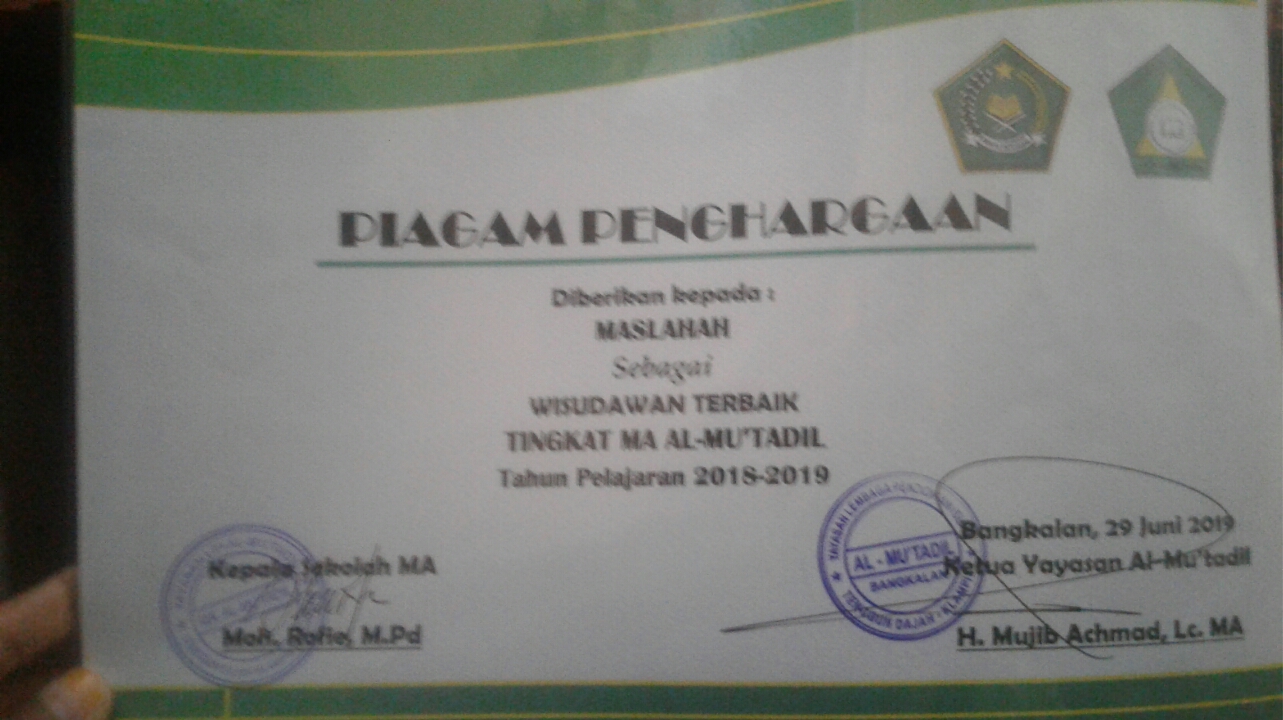 PIAGAM PENGHARGAAN
Diberikan kepada :
MASLAHAH
Sebagai
WISUDAWAN TERBAIK
TINGKAT MA AL-MU'TADIL
Tahun Pelajaran 2018-2019
Bangkalan, 29 Juni 2019
Kepala Sekolah MA
Ketua Yayasan Al-Mu'tadil
YAYASAN LEMBAGA PENDIDIKAN
AL - MU'TADIL
BANGKALAN
TENGGUN DAJAH - KLAMPIS
Moh. Rofie, M.Pd
H. Mujib Achmad, Lc. MA